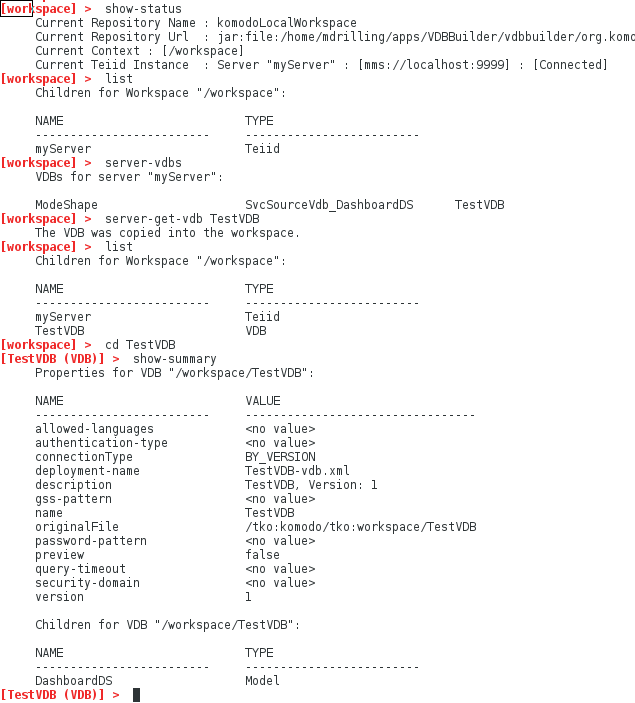 [workspace] > show-status
Current Repository Name : komodoLocalWorkspace
Current Repository Url : jar:file:/home/mdrilling/apps/VDBBuilder/vdbbuilder/org.komo
Current Context : [/workspace]
Current Teiid Instance : Server "myServer" : [mms://localhost:9999] : [Connected]
[workspace] > list
Children for Workspace "/workspace":
NAME TYPE
------------------------- -------------------------
myServer Teiid
[workspace] > server-vdbs
VDBs for server "myServer":
ModeShape SvcSourceVdb_DashboardDS TestVDB
[workspace] > server-get-vdb TestVDB
The VDB was copied into the workspace.
[workspace] > list
Children for Workspace "/workspace":
NAME TYPE
------------------------- -------------------------
myServer Teiid
TestVDB VDB
[workspace] > cd TestVDB
[TestVDB (VDB)] > show-summary
Properties for VDB "/workspace/TestVDB":
NAME VALUE
------------------------- ---------------------------------
allowed-languages <no value>
authentication-type <no value>
connectionType BY_VERSION
deployment-name TestVDB-vdb.xml
description TestVDB, Version: 1
gss-pattern <no value>
name TestVDB
originalFile /tko:komodo/tko:workspace/TestVDB
password-pattern <no value>
preview false
query-timeout <no value>
security-domain <no value>
version 1
Children for VDB "/workspace/TestVDB":
NAME TYPE
------------------------- -------------------------
DashboardDS Model
[TestVDB (VDB)] >